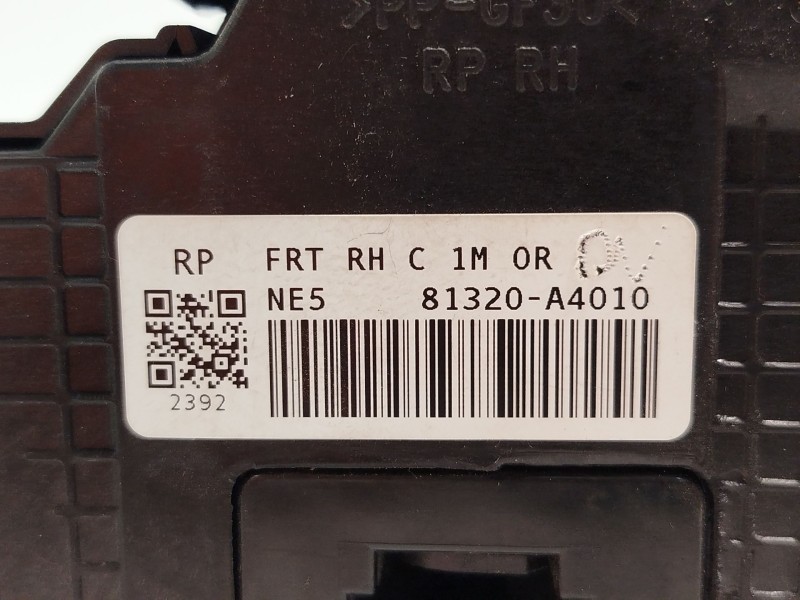 >PP-GF30<
RP RH
RP FRT RH C 1M OR
NE5 81320-A4010
2392